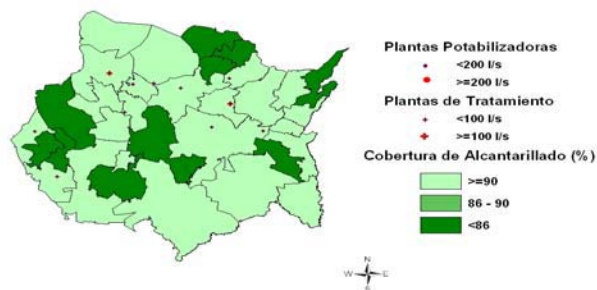 Plantas Potabilizadoras
<200 l/s
>=200 l/s
Plantas de Tratamiento
<100 l/s
>=100 l/s
Cobertura de Alcantarillado (%)
>=90
86 - 90
<86
N
W E
S